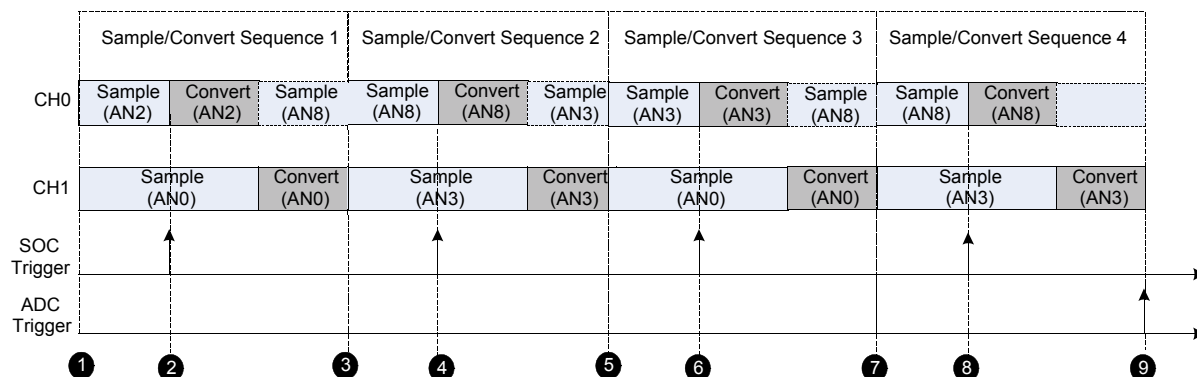 Sample/Convert Sequence 1 Sample/Convert Sequence 2 Sample/Convert Sequence 3 Sample/Convert Sequence 4
CH0 Sample Convert Sample Sample Convert Sample Sample Convert Sample Sample Convert
(AN2) (AN2) (AN8) (AN8) (AN8) (AN3) (AN3) (AN3) (AN8) (AN8) (AN8)
CH1 Sample Convert Sample Convert Sample Convert Sample Convert
(AN0) (AN0) (AN3) (AN3) (AN0) (AN0) (AN3) (AN3)
SOC
Trigger
ADC
Trigger
1 2 3 4 5 6 7 8 9